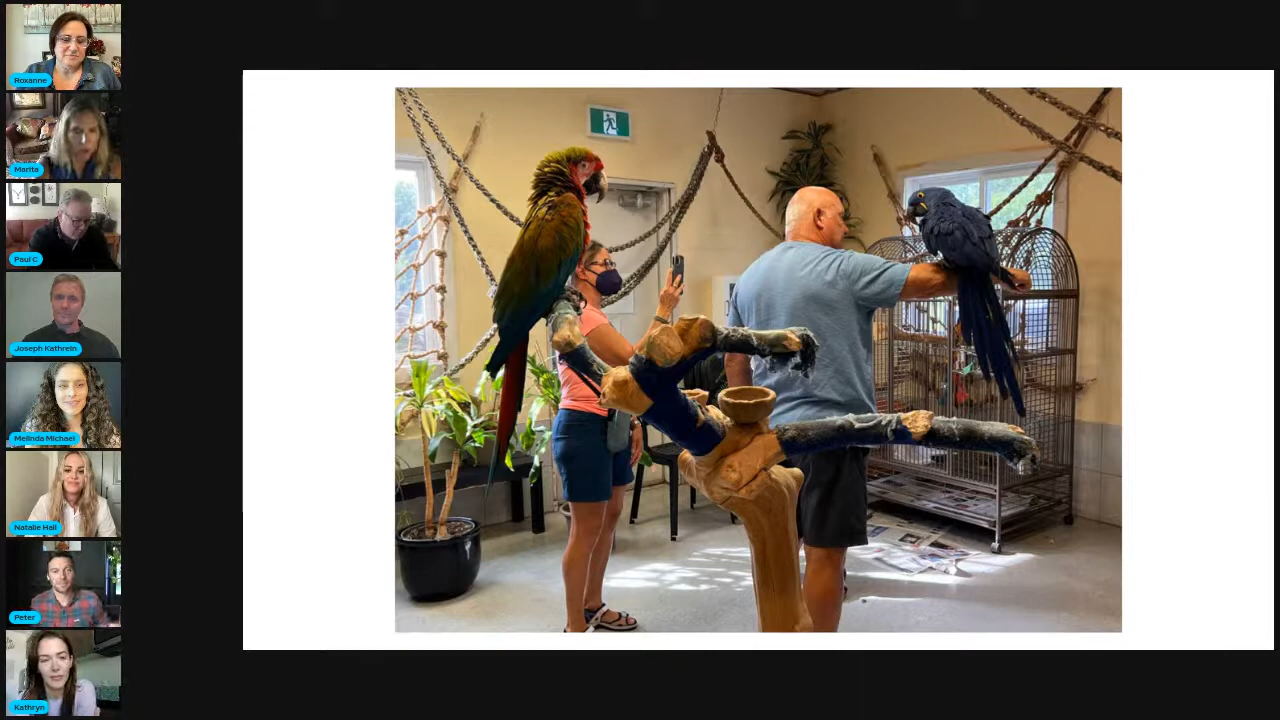 Roxanne
Marita
Paul C
Joseph Kathrein
Melinda Michael
Natalie Hall
Peter
Kathryn